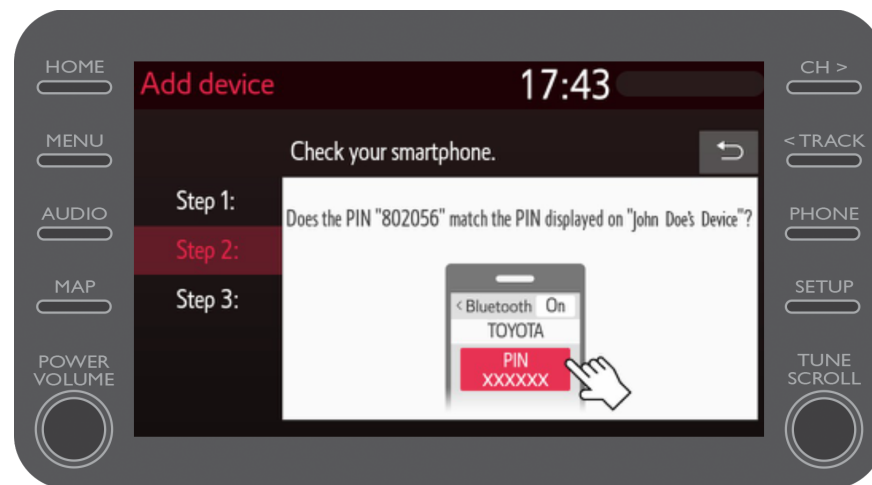 HOME
MENU
AUDIO
MAP
POWER
VOLUME
Add device
17:43
Check your smartphone.
Step 1:
Step 2:
Step 3:
Does the PIN "802056" match the PIN displayed on "John Doe's Device"?
< Bluetooth On
TOYOTA
PIN
XXXXXX
CH >
< TRACK
PHONE
SETUP
TUNE
SCROLL